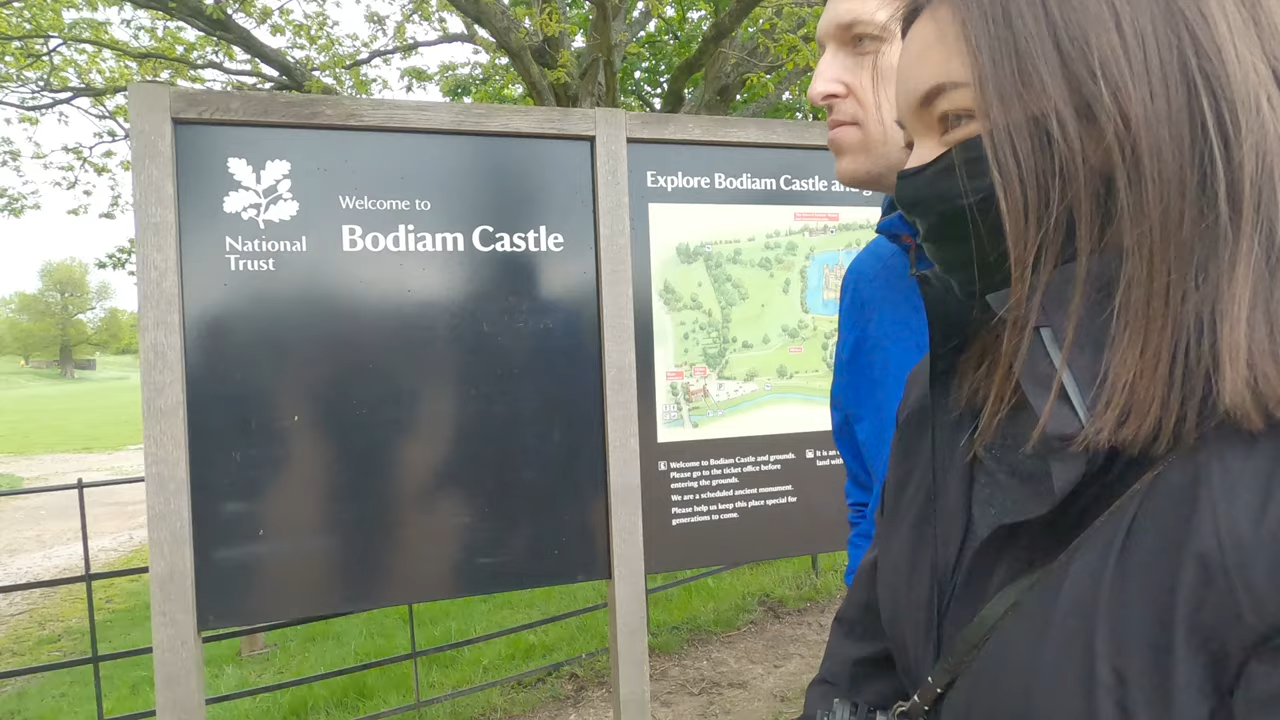 National
Trust
Welcome to
Bodiam Castle
Explore Bodiam Castle and g
Welcome to Bodiam Castle and grounds.
Please go to the ticket office before
entering the grounds.
We are a scheduled ancient monument.
Please help us keep this place special for
generations to come.
It is an
land with